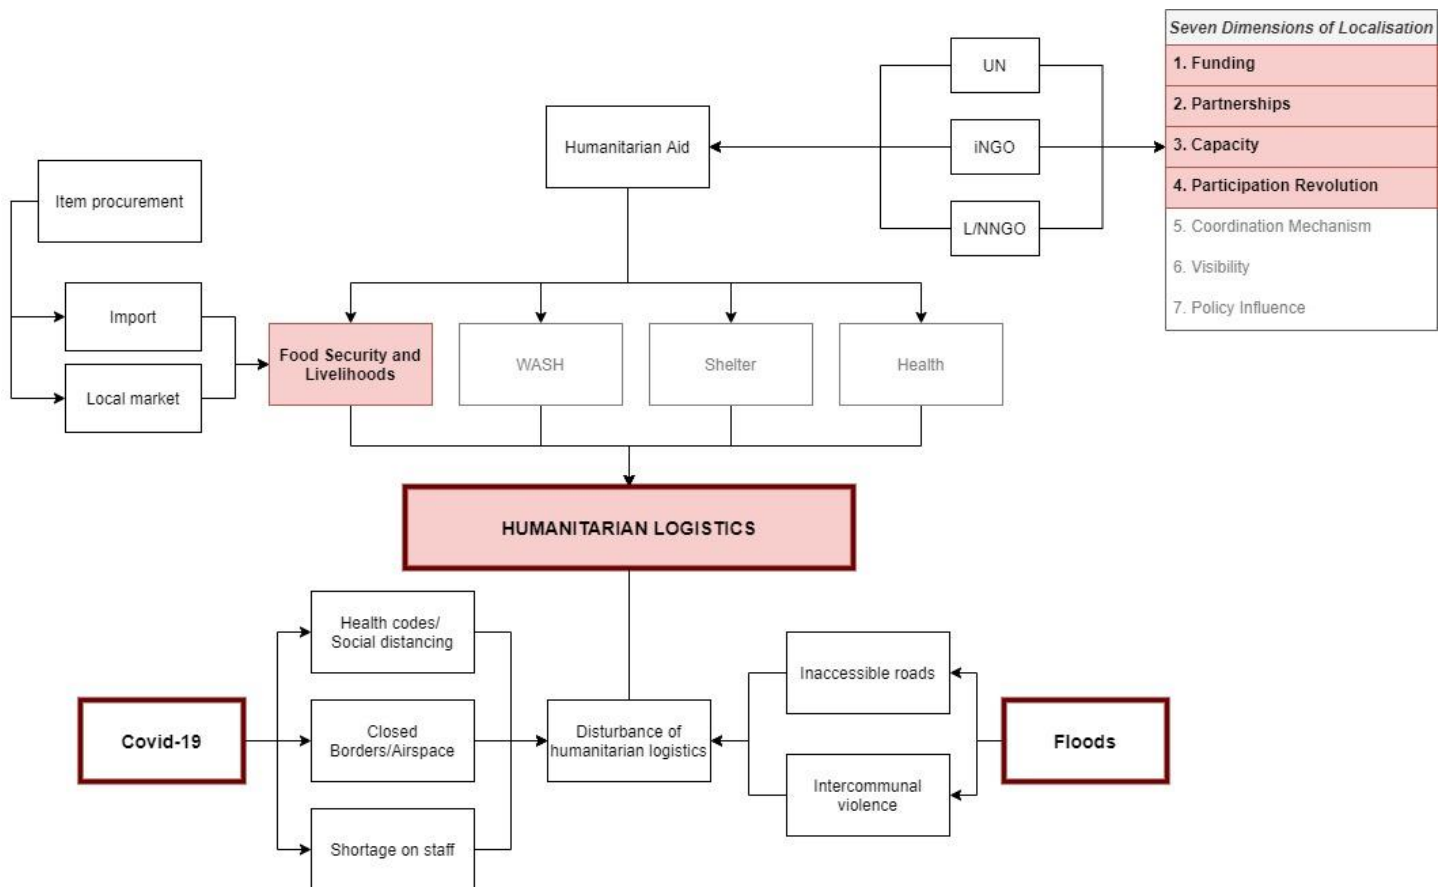 Seven Dimensions of Localisation
1. Funding
2. Partnerships
3. Capacity
4. Participation Revolution
5. Coordination Mechanism
6. Visibility
7. Policy Influence
UN
iNGO
L/NNGO
Humanitarian Aid
Item procurement
Import
Local market
Food Security and
Livelihoods
WASH
Shelter
Health
HUMANITARIAN LOGISTICS
Health codes/
Social distancing
Covid-19
Closed
Borders/Airspace
Shortage on staff
Disturbance of
humanitarian logistics
Inaccessible roads
Intercommunal
violence
Floods